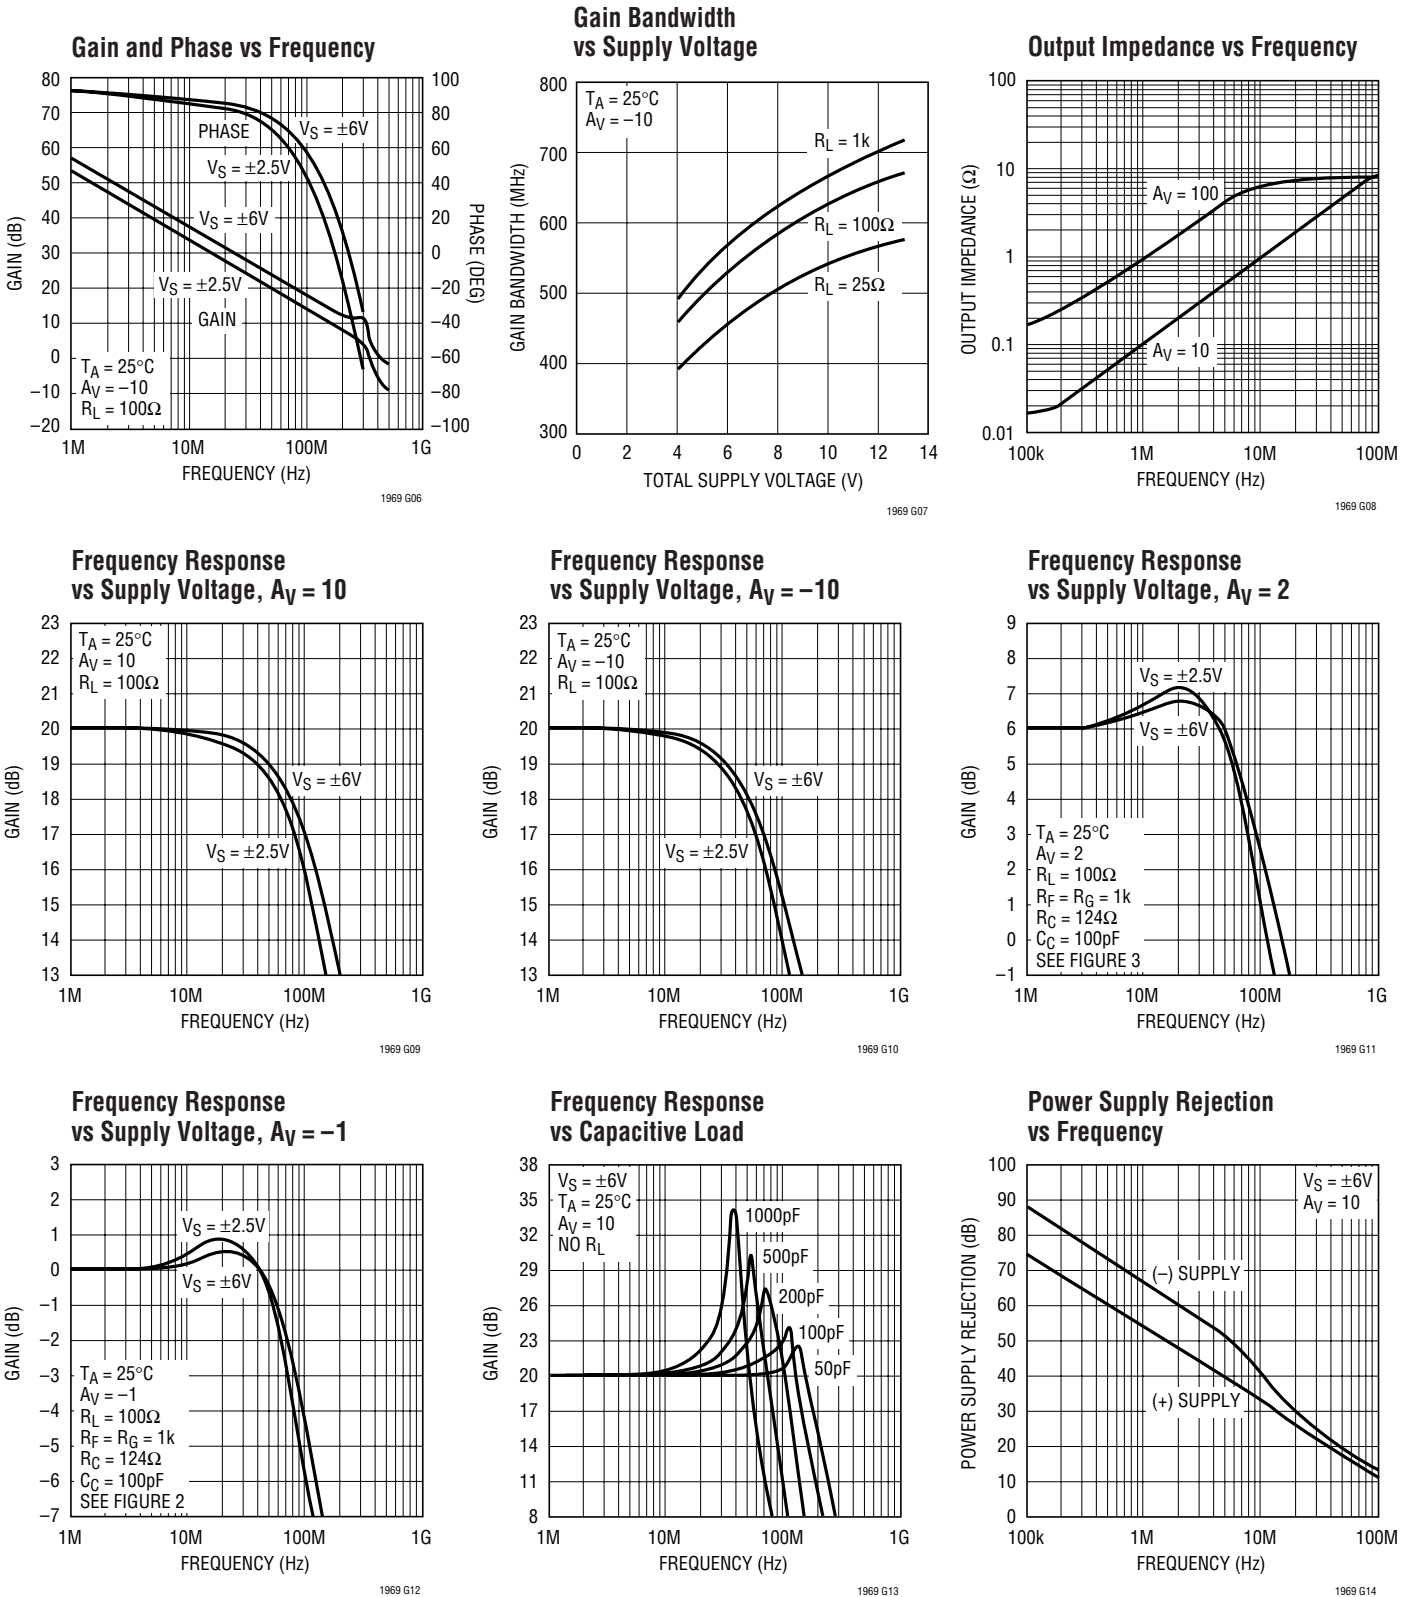 Gain and Phase vs Frequency
80
70
60
50
40
30
20
10
0
–10
–20
100
80
60
40
20
0
–20
–40
–60
–80
–100
GAIN (dB)
PHASE (DEG)
PHASE
VS = ±6V
VS = ±2.5V
VS = ±6V
VS = ±2.5V
GAIN
TA = 25°C
AV = –10
RL = 100Ω
1M 10M 100M 1G
FREQUENCY (Hz)
1969 G06
Gain Bandwidth
vs Supply Voltage
800
700
600
500
400
300
GAIN BANDWIDTH (MHz)
TA = 25°C
AV = –10
RL = 1k
RL = 100Ω
RL = 25Ω
0 2 4 6 8 10 12 14
TOTAL SUPPLY VOLTAGE (V)
1969 G07
Output Impedance vs Frequency
100
10
1
0.1
0.01
OUTPUT IMPEDANCE (Ω)
AV = 100
AV = 10
100k 1M 10M 100M
FREQUENCY (Hz)
1969 G08
Frequency Response
vs Supply Voltage, AV = 10
23
22
21
20
19
18
17
16
15
14
13
GAIN (dB)
TA = 25°C
AV = 10
RL = 100Ω
VS = ±6V
VS = ±2.5V
1M 10M 100M 1G
FREQUENCY (Hz)
1969 G09
Frequency Response
vs Supply Voltage, AV = –10
23
22
21
20
19
18
17
16
15
14
13
GAIN (dB)
TA = 25°C
AV = –10
RL = 100Ω
VS = ±6V
VS = ±2.5V
1M 10M 100M 1G
FREQUENCY (Hz)
1969 G10
Frequency Response
vs Supply Voltage, AV = 2
9
8
7
6
5
4
3
2
1
0
–1
GAIN (dB)
VS = ±2.5V
VS = ±6V
TA = 25°C
AV = 2
RL = 100Ω
RF = RG = 1k
RC = 124Ω
CC = 100pF
SEE FIGURE 3
1M 10M 100M 1G
FREQUENCY (Hz)
1969 G11
Frequency Response
vs Supply Voltage, AV = –1
3
2
1
0
–1
–2
–3
–4
–5
–6
–7
GAIN (dB)
VS = ±2.5V
VS = ±6V
TA = 25°C
AV = –1
RL = 100Ω
RF = RG = 1k
RC = 124Ω
CC = 100pF
SEE FIGURE 2
1M 10M 100M 1G
FREQUENCY (Hz)
1969 G12
Frequency Response
vs Capacitive Load
38
35
32
29
26
23
20
17
14
11
8
GAIN (dB)
VS = ±6V
TA = 25°C
AV = 10
NO RL
1000pF
500pF
200pF
100pF
50pF
1M 10M 100M 1G
FREQUENCY (Hz)
1969 G13
Power Supply Rejection
vs Frequency
100
90
80
70
60
50
40
30
20
10
0
POWER SUPPLY REJECTION (dB)
VS = ±6V
AV = 10
(–) SUPPLY
(+) SUPPLY
100k 1M 10M 100M
FREQUENCY (Hz)
1969 G14